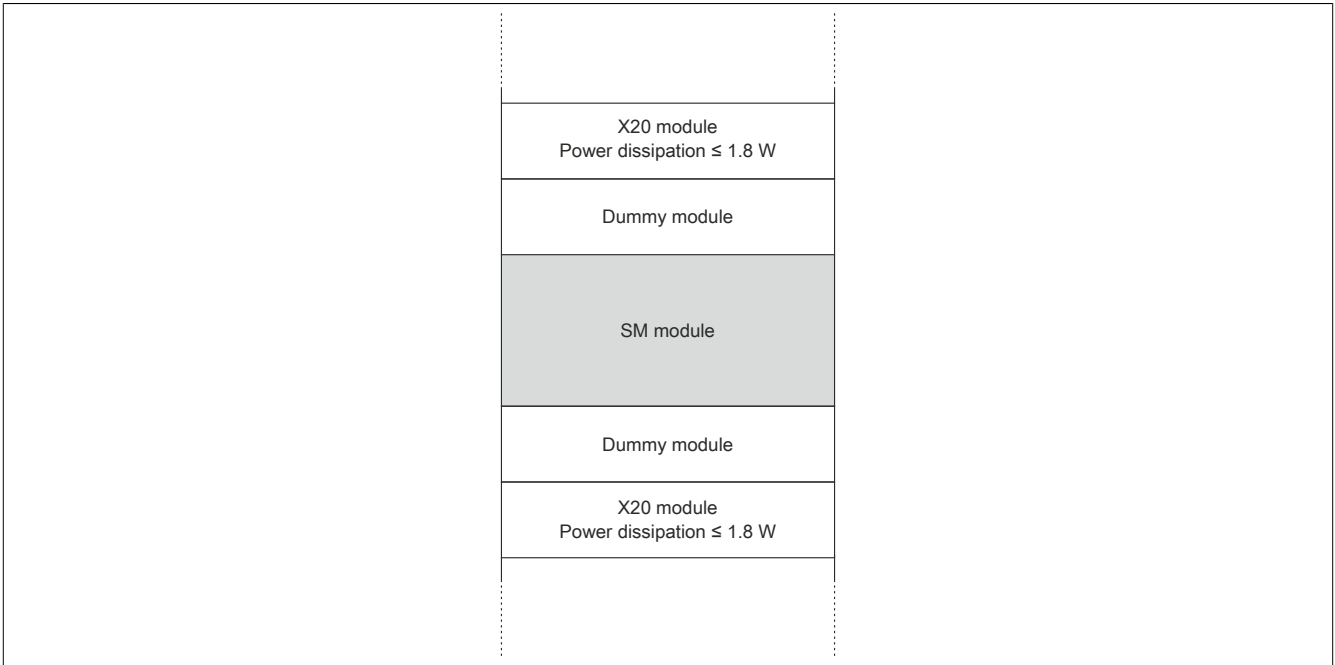 X20 module
Power dissipation ≤ 1.8 W
Dummy module
SM module
Dummy module
X20 module
Power dissipation ≤ 1.8 W